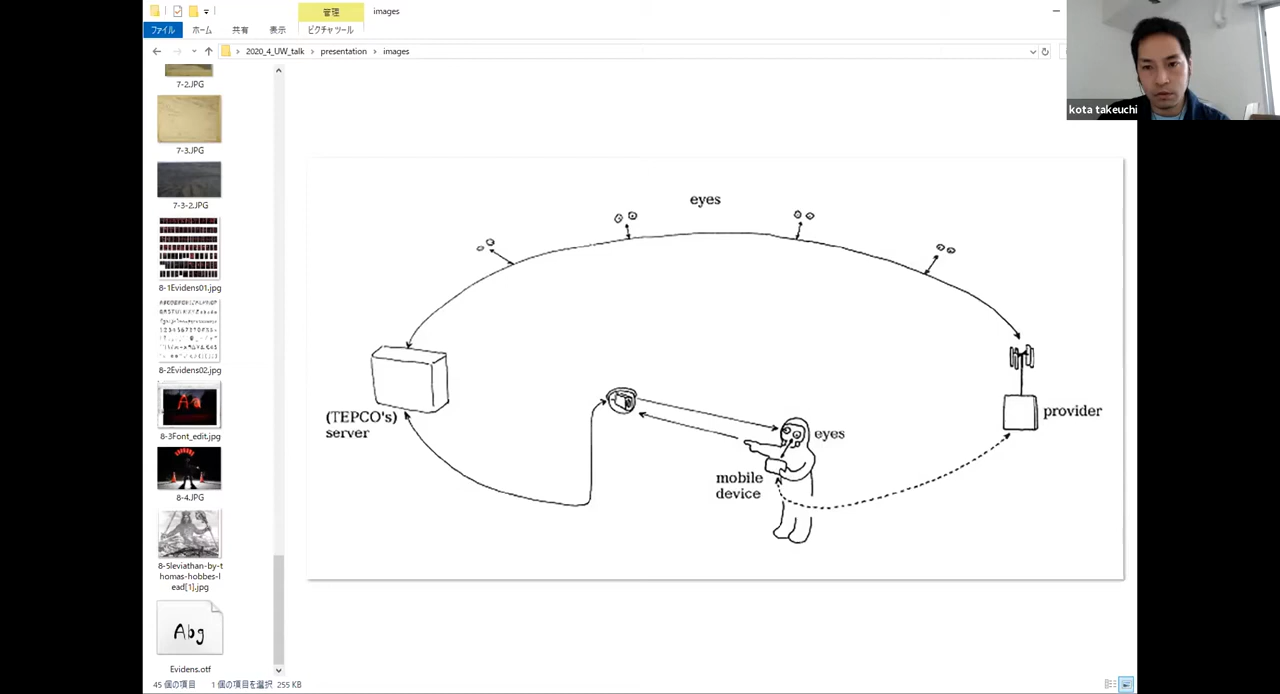 管理
images
ファイル
ホーム
共有
表示
ピクチャ ツール
2020_4_UW_talk
presentation
images
kota takeuchi
7-2.JPG
7-3.JPG
7-3-2.JPG
8-1Evidens01.jpg
8-2Evidens02.jpg
Aa
8-3Font_edit.jpg
8-4.JPG
8-5leviathan-by-t
homas-hobbes-l
ead[1].jpg
Abg
Evidens.otf
45 個の項目
1 個の項目を選択 255 KB
eyes
(TEPCO's)
server
eyes
mobile
device
provider